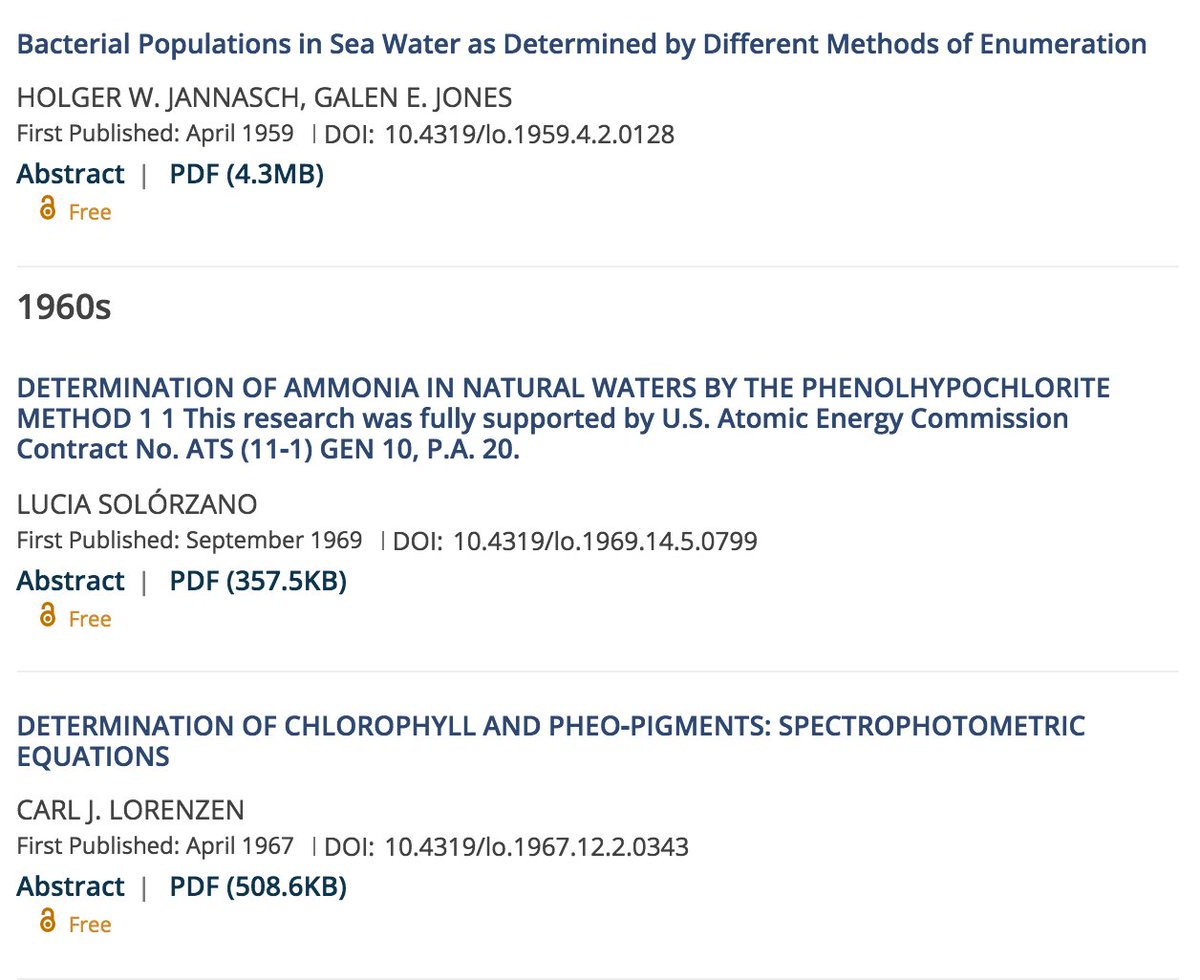 Bacterial Populations in Sea Water as Determined by Different Methods of Enumeration
HOLGER W. JANNASCH, GALEN E. JONES
First Published: April 1959 | DOI: 10.4319/lo.1959.4.2.0128
Abstract | PDF (4.3MB)
Free
1960s
DETERMINATION OF AMMONIA IN NATURAL WATERS BY THE PHENOLHYPOCHLORITE
METHOD 1 1 This research was fully supported by U.S. Atomic Energy Commission
Contract No. ATS (11-1) GEN 10, P.A. 20.
LUCIA SOLÓRZANO
First Published: September 1969 | DOI: 10.4319/lo.1969.14.5.0799
Abstract | PDF (357.5KB)
Free
DETERMINATION OF CHLOROPHYLL AND PHEO-PIGMENTS: SPECTROPHOTOMETRIC
EQUATIONS
CARL J. LORENZEN
First Published: April 1967 | DOI: 10.4319/lo.1967.12.2.0343
Abstract | PDF (508.6KB)
Free